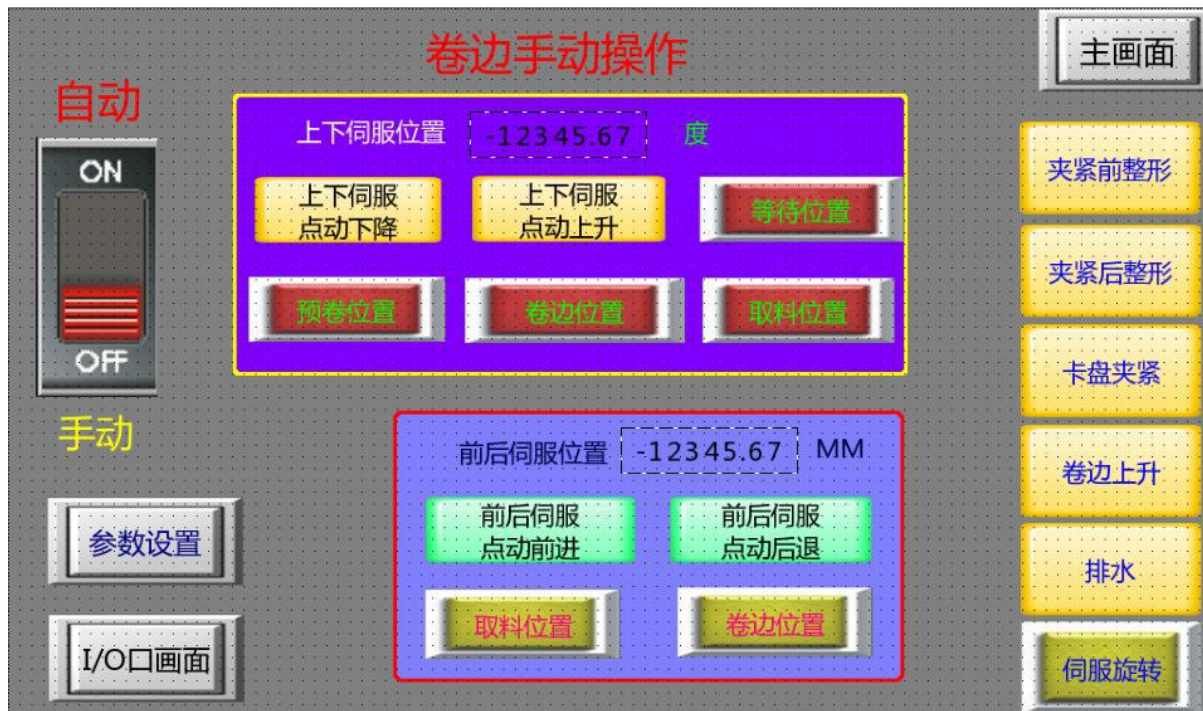 卷边手动操作
主画面
自动
ON
OFF
手动
上下伺服位置 -12345.67 度
上下伺服
点动下降
上下伺服
点动上升
等待位置
预卷位置
卷边位置
取料位置
前后伺服位置 -12345.67 MM
前后伺服
点动前进
前后伺服
点动后退
取料位置
卷边位置
参数设置
I/O口画面
夹紧前整形
夹紧后整形
卡盘夹紧
卷边上升
排水
伺服旋转